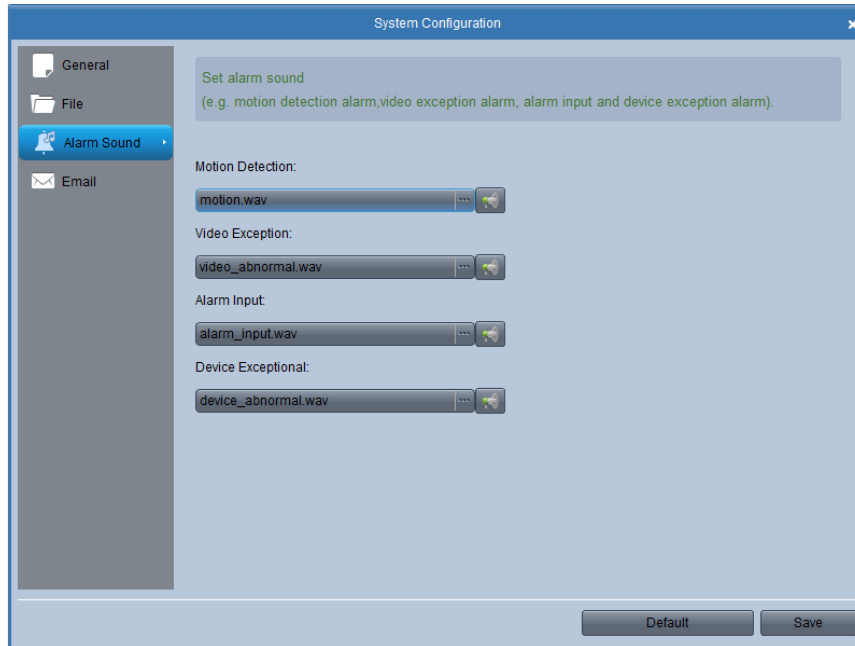 System Configuration
General
File
Alarm Sound
Email
Set alarm sound
(e.g. motion detection alarm,video exception alarm, alarm input and device exception alarm).
Motion Detection:
motion.wav
Video Exception:
video_abnormal.wav
Alarm Input:
alarm_input.wav
Device Exceptional:
device_abnormal.wav
Default
Save